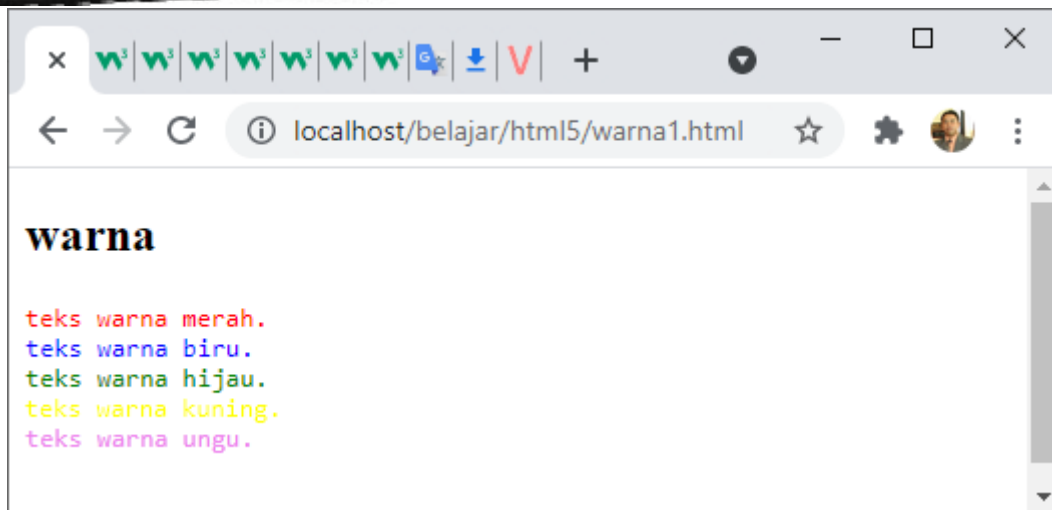 localhost/belajar/html5/warna1.html
warna
teks warna merah.
teks warna biru.
teks warna hijau.
teks warna kuning.
teks warna ungu.